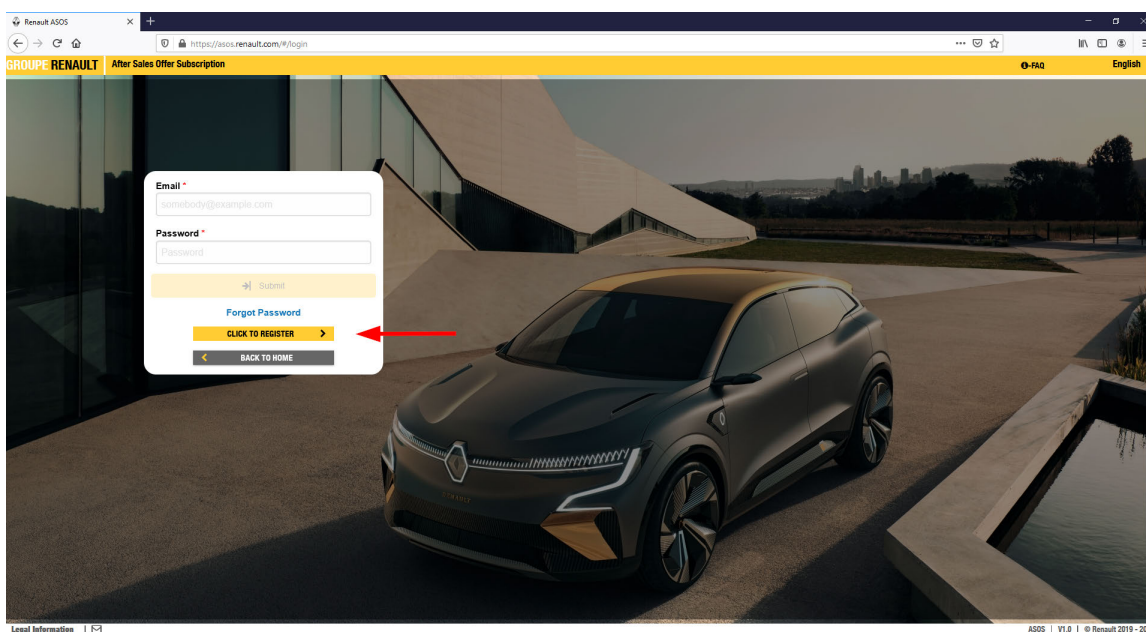 Renault ASOS
https://asos.renault.com/#/login
GROUPE RENAULT After Sales Offer Subscription
-FAQ
English
Email *
somebody@example.com
Password *
Password
Submit
Forgot Password
CLICK TO REGISTER
BACK TO HOME
RENAULT
Legal Information |
ASOS | V1.0 | © Renault 2019 - 20